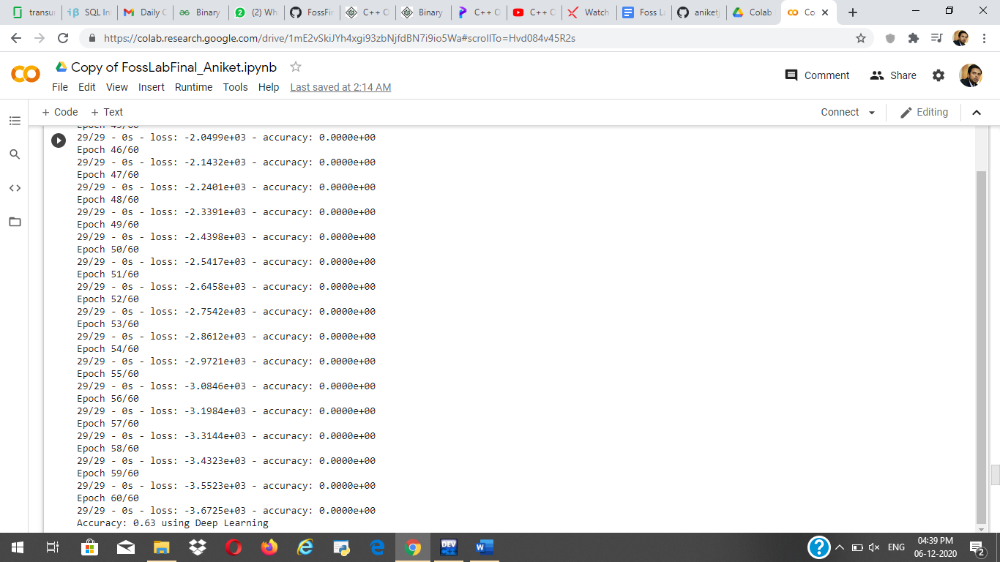 transur
SQL In
Daily C
Binary
(2) Wh
FossFir
C++ C
Binary
C++ C
C++ C
Watch
Foss La
aniketj
Colab
Co
https://colab.research.google.com/drive/1mE2vSkiJYh4xgi93zbNjfdBN7i9io5Wa#scrollTo=Hvd084v45R2s
Copy of FossLabFinal_Aniket.ipynb
Comment Share
File Edit View Insert Runtime Tools Help Last saved at 2:14 AM
+ Code + Text Connect Editing
Epoch 45/60
29/29 - 0s - loss: -2.0499e+03 - accuracy: 0.0000e+00
Epoch 46/60
29/29 - 0s - loss: -2.1432e+03 - accuracy: 0.0000e+00
Epoch 47/60
29/29 - 0s - loss: -2.2401e+03 - accuracy: 0.0000e+00
Epoch 48/60
29/29 - 0s - loss: -2.3391e+03 - accuracy: 0.0000e+00
Epoch 49/60
29/29 - 0s - loss: -2.4398e+03 - accuracy: 0.0000e+00
Epoch 50/60
29/29 - 0s - loss: -2.5417e+03 - accuracy: 0.0000e+00
Epoch 51/60
29/29 - 0s - loss: -2.6458e+03 - accuracy: 0.0000e+00
Epoch 52/60
29/29 - 0s - loss: -2.7542e+03 - accuracy: 0.0000e+00
Epoch 53/60
29/29 - 0s - loss: -2.8612e+03 - accuracy: 0.0000e+00
Epoch 54/60
29/29 - 0s - loss: -2.9721e+03 - accuracy: 0.0000e+00
Epoch 55/60
29/29 - 0s - loss: -3.0846e+03 - accuracy: 0.0000e+00
Epoch 56/60
29/29 - 0s - loss: -3.1984e+03 - accuracy: 0.0000e+00
Epoch 57/60
29/29 - 0s - loss: -3.3144e+03 - accuracy: 0.0000e+00
Epoch 58/60
29/29 - 0s - loss: -3.4323e+03 - accuracy: 0.0000e+00
Epoch 59/60
29/29 - 0s - loss: -3.5523e+03 - accuracy: 0.0000e+00
Epoch 60/60
29/29 - 0s - loss: -3.6725e+03 - accuracy: 0.0000e+00
Accuracy: 0.63 using Deep Learning
DEV C++
ENG
04:39 PM
06-12-2020
2